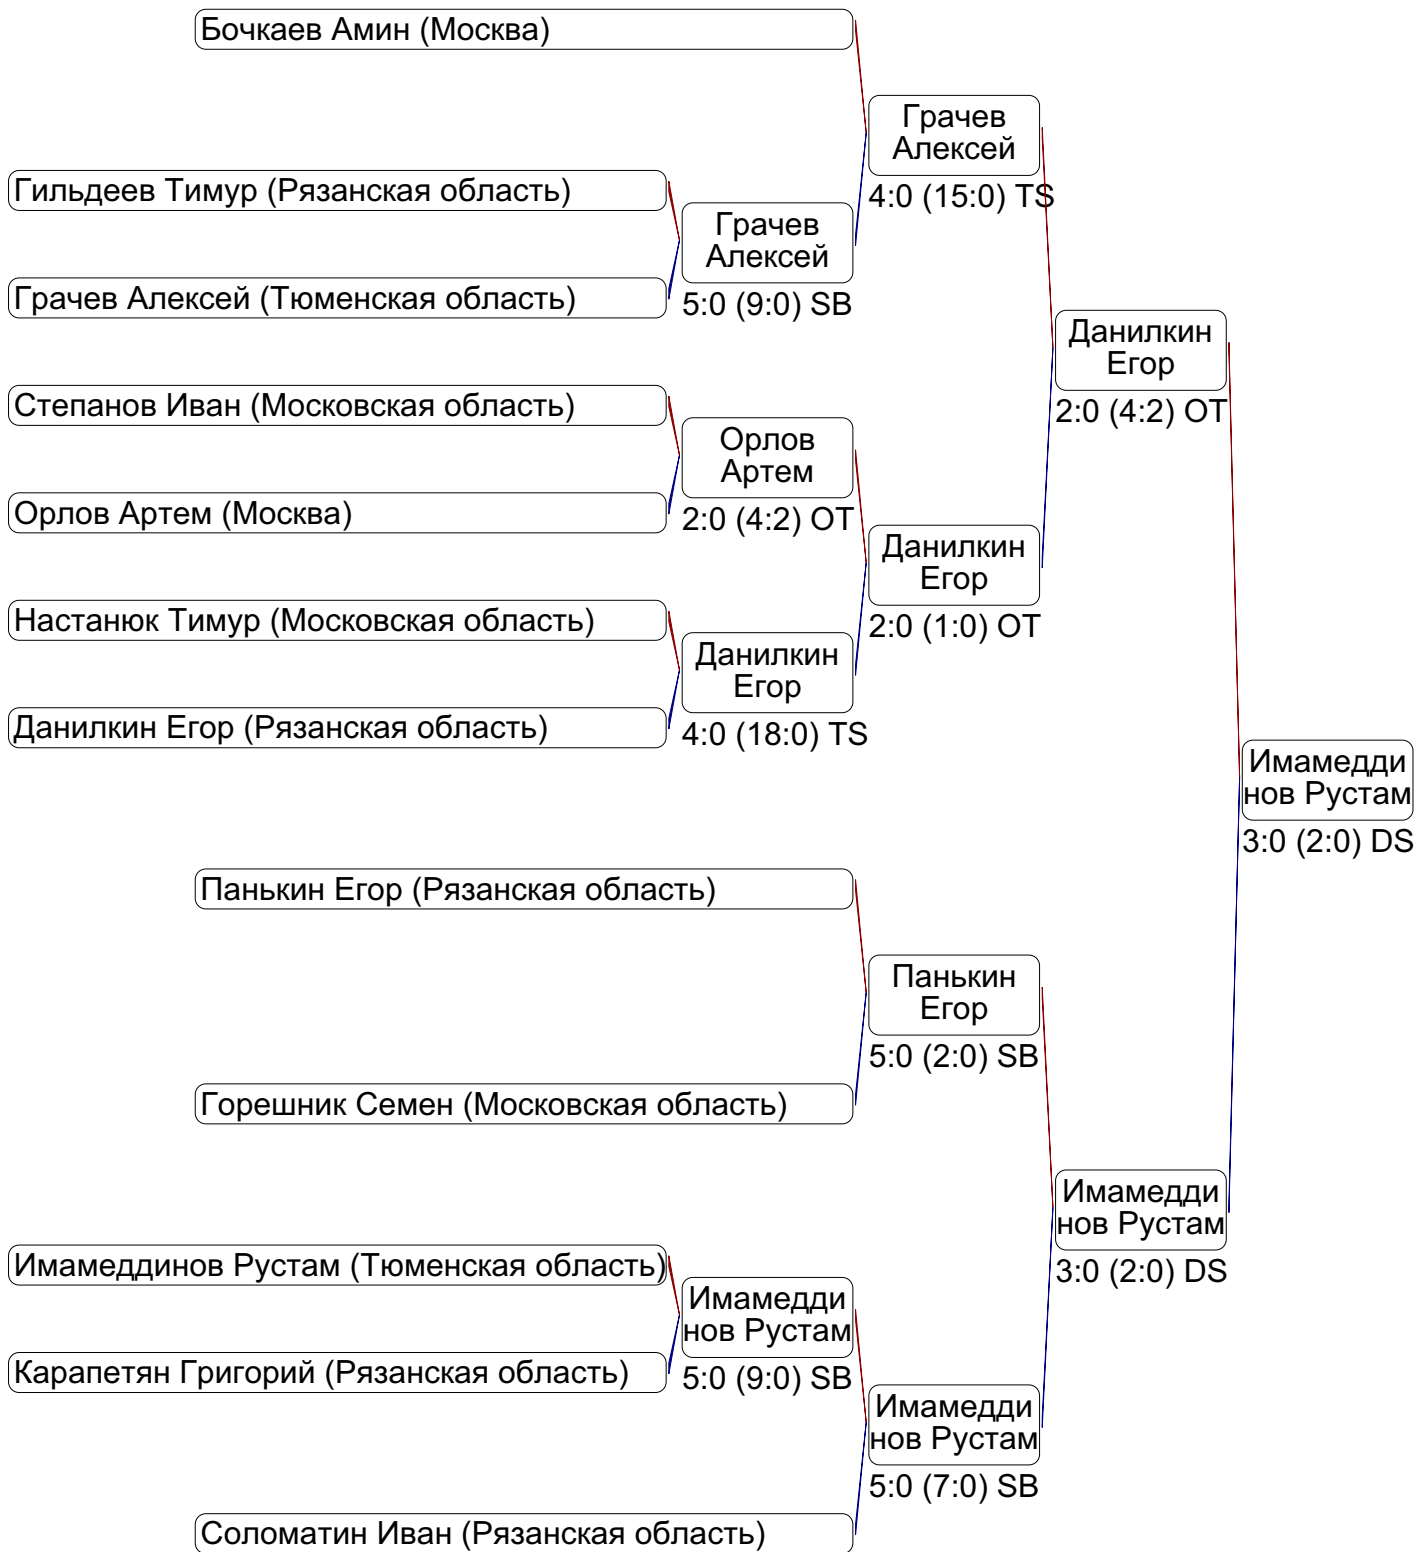 Бочкаев Амин (Москва)
Грачев
Алексей
4:0 (15:0) TS
Гильдеев Тимур (Рязанская область)
Грачев
Алексей
5:0 (9:0) SB
Грачев Алексей (Тюменская область)
Данилкин
Егор
2:0 (4:2) OT
Степанов Иван (Московская область)
Орлов
Артем
2:0 (4:2) OT
Орлов Артем (Москва)
Данилкин
Егор
2:0 (1:0) OT
Настанюк Тимур (Московская область)
Данилкин
Егор
4:0 (18:0) TS
Данилкин Егор (Рязанская область)
Имамедди
нов Рустам
3:0 (2:0) DS
Панькин Егор (Рязанская область)
Панькин
Егор
5:0 (2:0) SB
Горешник Семен (Московская область)
Имамедди
нов Рустам
3:0 (2:0) DS
Имамеддинов Рустам (Тюменская область)
Имамедди
нов Рустам
5:0 (9:0) SB
Карапетян Григорий (Рязанская область)
Имамедди
нов Рустам
5:0 (7:0) SB
Соломатин Иван (Рязанская область)